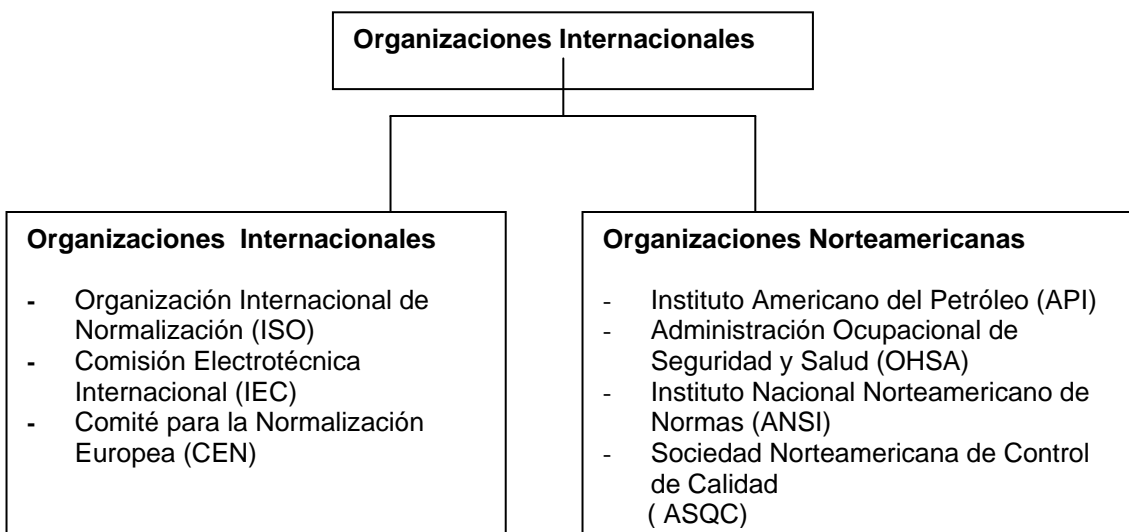 Organizaciones Internacionales
Organizaciones Internacionales
- Organización Internacional de
Normalización (ISO)
- Comisión Electrotécnica
Internacional (IEC)
- Comité para la Normalización
Europea (CEN)
Organizaciones Norteamericanas
- Instituto Americano del Petróleo (API)
- Administración Ocupacional de
Seguridad y Salud (OHSA)
- Instituto Nacional Norteamericano de
Normas (ANSI)
- Sociedad Norteamericana de Control
de Calidad
( ASQC)